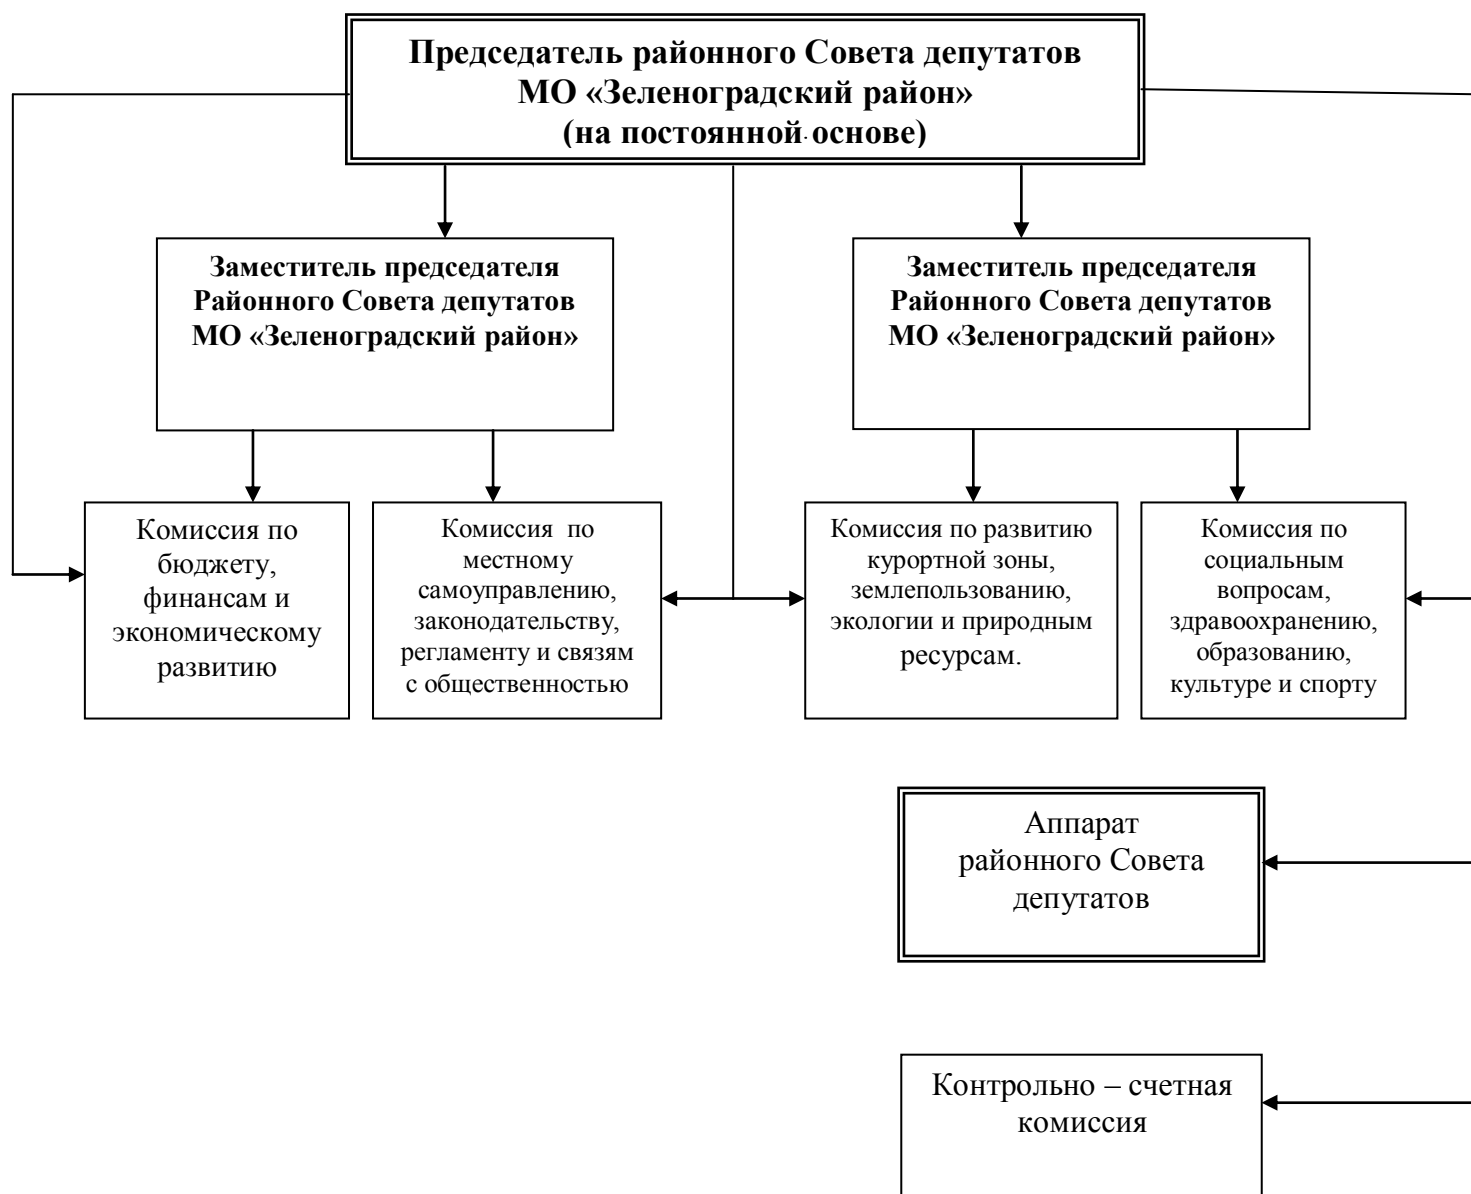 Председатель районного Совета депутатов
МО «Зеленоградский район»
(на постоянной.основе)
Заместитель председателя
Районного Совета депутатов
МО «Зеленоградский район»
Заместитель председателя
Районного Совета депутатов
МО «Зеленоградский район»
Комиссия по
бюджету,
финансам и
экономическому
развитию
Комиссия по
местному
самоуправлению,
законодательству,
регламенту и связям
с общественностью
Комиссия по развитию
курортной зоны,
землепользованию,
экологии и природным
ресурсам.
Комиссия по
социальным
вопросам,
здравоохранению,
образованию,
культуре и спорту
Аппарат
районного Совета
депутатов
Контрольно – счетная
комиссия